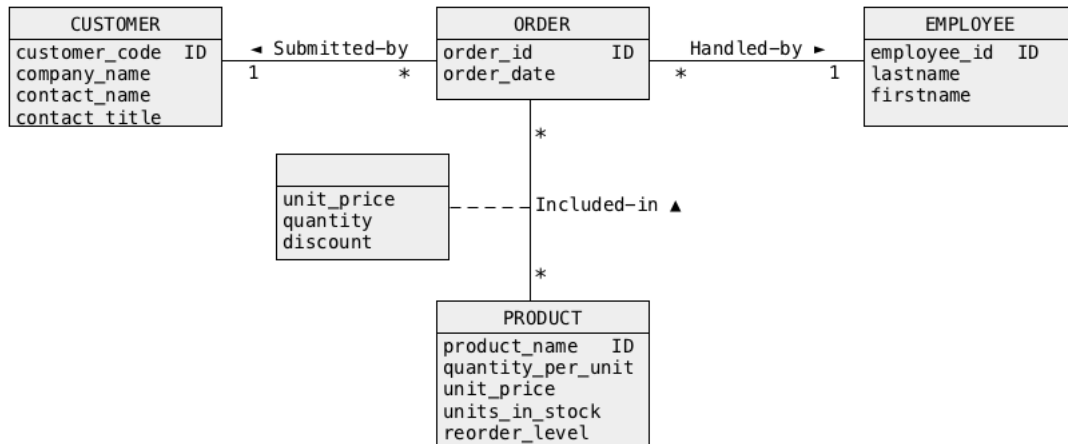 CUSTOMER
customer_code ID
company_name
contact_name
contact_title
◄ Submitted-by
1 *
ORDER
order_id ID
order_date
Handled-by ►
* 1
EMPLOYEE
employee_id ID
lastname
firstname
*
unit_price
quantity
discount
Included-in ▲
*
PRODUCT
product_name ID
quantity_per_unit
unit_price
units_in_stock
reorder_level